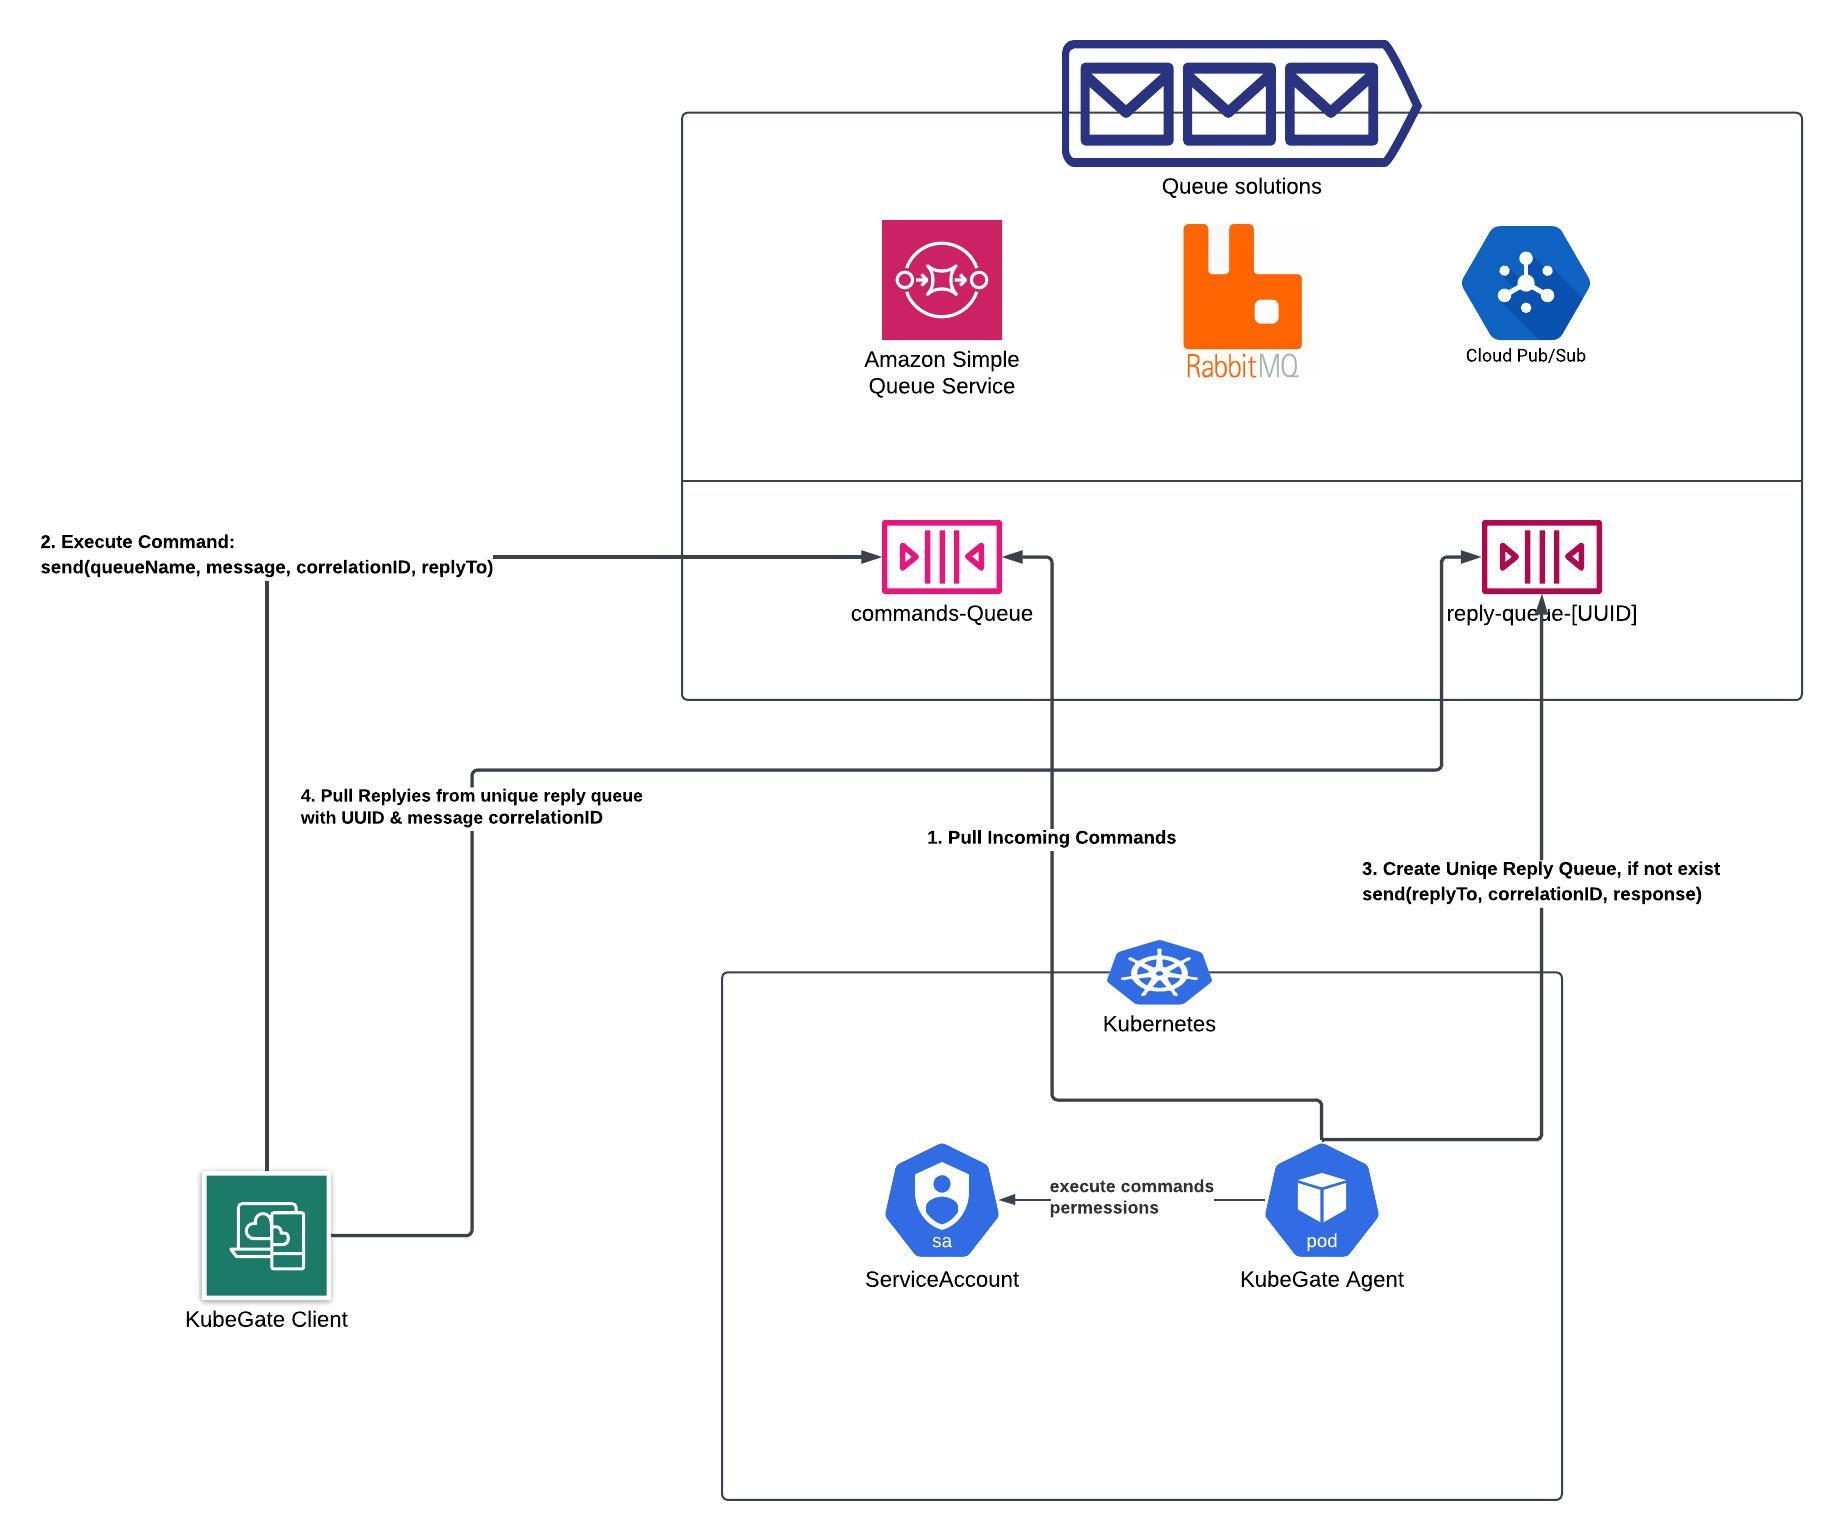 Queue solutions
Amazon Simple
Queue Service
RabbitMQ
Cloud Pub/Sub
2. Execute Command:
send(queueName, message, correlationID, replyTo)
commands-Queue
reply-queue-[UUID]
4. Pull Replyies from unique reply queue
with UUID & message correlationID
1. Pull Incoming Commands
3. Create Uniqe Reply Queue, if not exist
send(replyTo, correlationID, response)
Kubernetes
execute commands
permessions
sa
pod
ServiceAccount
KubeGate Agent
KubeGate Client